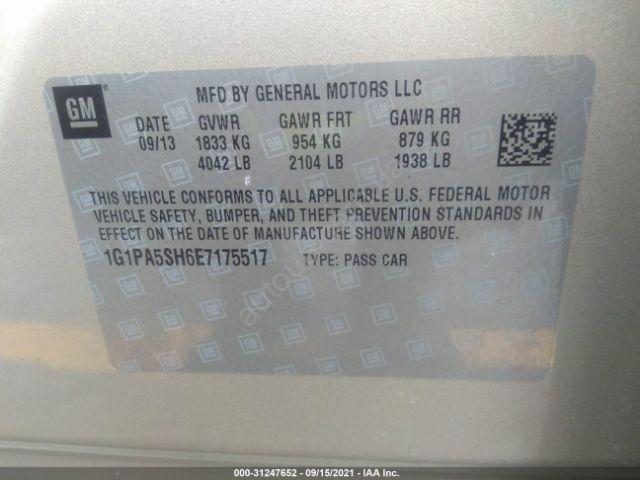 GM
MFD BY GENERAL MOTORS LLC
DATE GVWR GAWR FRT GAWR RR
09/13 1833 KG 954 KG 879 KG
4042 LB 2104 LB 1938 LB
THIS VEHICLE CONFORMS TO ALL APPLICABLE U.S. FEDERAL MOTOR
VEHICLE SAFETY, BUMPER, AND THEFT PREVENTION STANDARDS IN
EFFECT ON THE DATE OF MANUFACTURE SHOWN ABOVE.
1G1PA5SH6E7175517 TYPE: PASS CAR
000-31247652 - 09/15/2021 - IAA Inc.